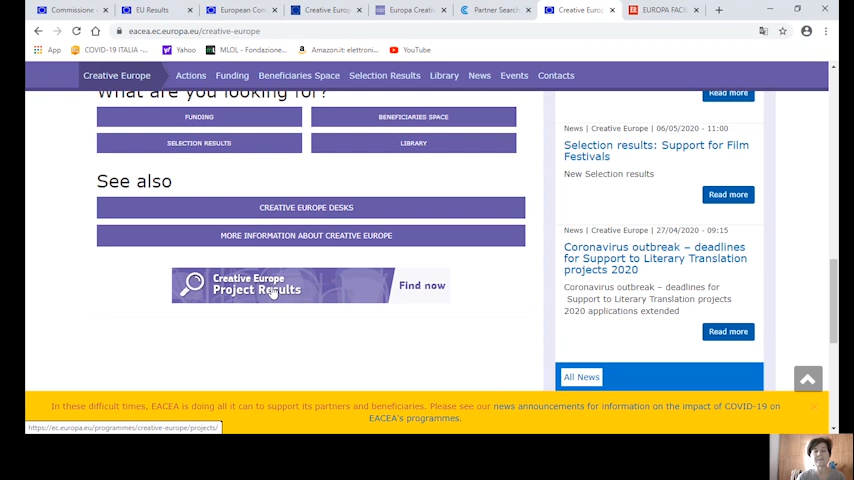 Commissione
EU Results
European Con
Creative Europ
Europa Creati
Partner Search
Creative Europ
EUROPA FACI
eacea.ec.europa.eu/creative-europe
App
COVID-19 ITALIA -...
Yahoo
MLOL - Fondazione...
Amazon.it: elettroni...
YouTube
Creative Europe
Actions
Funding
Beneficiaries Space
Selection Results
Library
News
Events
Contacts
What are you looking for?
FUNDING
BENEFICIARIES SPACE
SELECTION RESULTS
LIBRARY
See also
CREATIVE EUROPE DESKS
MORE INFORMATION ABOUT CREATIVE EUROPE
Creative Europe
Project Results
Find now
Read more
News | Creative Europe | 06/05/2020 - 11:00
Selection results: Support for Film
Festivals
New Selection results
Read more
News | Creative Europe | 27/04/2020 - 09:15
Coronavirus outbreak – deadlines
for Support to Literary Translation
projects 2020
Coronavirus outbreak – deadlines for
Support to Literary Translation projects
2020 applications extended
Read more
All News
In these difficult times, EACEA is doing all it can to support its partners and beneficiaries. Please see our news announcements for information on the impact of COVID-19 on
EACEA's programmes.
https://ec.europa.eu/programmes/creative-europe/projects/